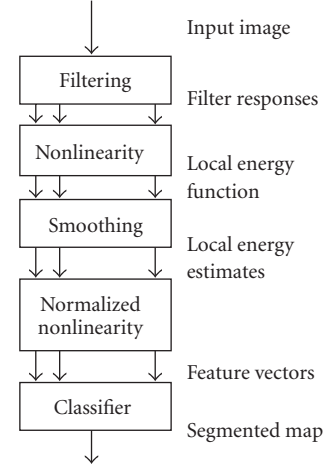 Input image
Filtering
Filter responses
Nonlinearity
Local energy
function
Smoothing
Local energy
estimates
Normalized
nonlinearity
Feature vectors
Classifier
Segmented map